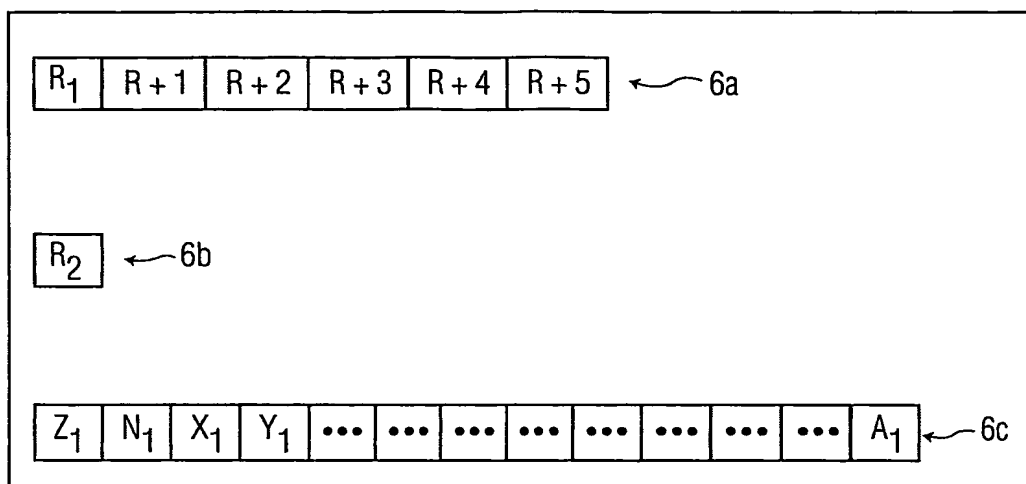 R₁ R + 1 R + 2 R + 3 R + 4 R + 5 6a
R₂ 6b
Z₁ N₁ X₁ Y₁ ••• ••• ••• ••• ••• ••• ••• ••• A₁ 6c